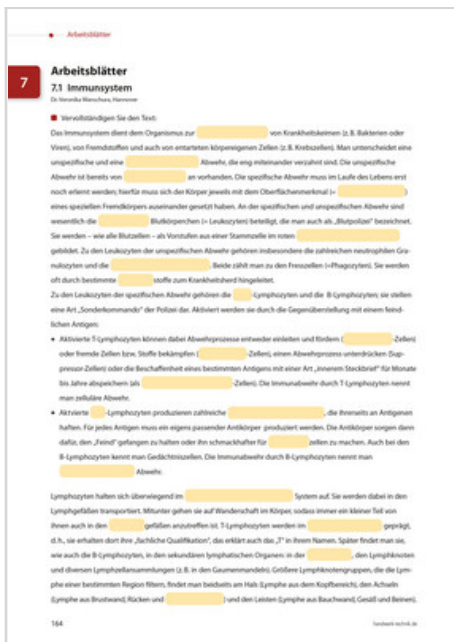 Arbeitsblätter
7
Arbeitsblätter
7.1 Immunsystem
Dr. Veronika Warschura, Hannover
Vervollständigen Sie den Text:
Das Immunsystem dient dem Organismus zur von Krankheitskeimen (z. B. Bakterien oder
Viren), von Fremdstoffen und auch von entarteten körpereigenen Zellen (z. B. Krebszellen). Man unterscheidet eine
unspezifische und eine Abwehr, die eng miteinander verzahnt sind. Die unspezifische
Abwehr ist bereits von an vorhanden. Die spezifische Abwehr muss im Laufe des Lebens erst
noch erlernt werden; hierfür muss sich der Körper jeweils mit dem Oberflächenmerkmal (= )
eines speziellen Fremdkörpers auseinander gesetzt haben. An der spezifischen und unspezifischen Abwehr sind
wesentlich die Blutkörperchen (= Leukozyten) beteiligt, die man auch als „Blutpolizei" bezeichnet.
Sie werden – wie alle Blutzellen – als Vorstufen aus einer Stammzelle im roten
gebildet. Zu den Leukozyten der unspezifischen Abwehr gehören insbesondere die zahlreichen neutrophilen Gra-
nulozyten und die . Beide zählt man zu den Fresszellen (=Phagozyten). Sie werden
oft durch bestimmte stoffe zum Krankheitsherd hingeleitet.
Zu den Leukozyten der spezifischen Abwehr gehören die -Lymphozyten und die B-Lymphozyten; sie stellen
eine Art „Sonderkommando" der Polizei dar. Aktiviert werden sie durch die Gegenüberstellung mit einem feind-
lichen Antigen:
Aktivierte T-Lymphozyten können dabei Abwehrprozesse entweder einleiten und fördern ( -Zellen)
oder fremde Zellen bzw. Stoffe bekämpfen ( -Zellen), einen Abwehrprozess unterdrücken (Sup-
pressor-Zellen) oder die Beschaffenheit eines bestimmten Antigens mit einer Art „innerem Steckbrief" für Monate
bis Jahre abspeichern (als -Zellen). Die Immunabwehr durch T-Lymphozyten nennt
man zelluläre Abwehr.
Aktvierte -Lymphozyten produzieren zahlreiche , die ihrerseits an Antigenen
haften. Für jedes Antigen muss ein eigens passender Antikörper produziert werden. Die Antikörper sorgen dann
dafür, den „Feind" gefangen zu halten oder ihn schmackhafter für zellen zu machen. Auch bei den
B-Lymphozyten kennt man Gedächtniszellen. Die Immunabwehr durch B-Lymphozyten nennt man
Abwehr.
Lymphozyten halten sich überwiegend im System auf. Sie werden dabei in den
Lymphgefäßen transportiert. Mitunter gehen sie auf Wanderschaft im Körper, sodass immer ein kleiner Teil von
ihnen auch in den gefäßen anzutreffen ist. T-Lymphozyten werden im geprägt,
d. h., sie erhalten dort ihre „fachliche Qualifikation", das erklärt auch das „T" in ihrem Namen. Später findet man sie,
wie auch die B-Lymphozyten, in den sekundären lymphatischen Organen: in der , den Lymphknoten
und diversen Lymphzellansammlungen (z. B. in den Gaumenmandeln). Größere Lymphknotengruppen, die die Lym-
phe einer bestimmten Region filtern, findet man beidseits am Hals (Lymphe aus dem Kopfbereich), den Achseln
(Lymphe aus Brustwand, Rücken und ) und den Leisten (Lymphe aus Bauchwand, Gesäß und Beinen).
164
handwerk-technik.de